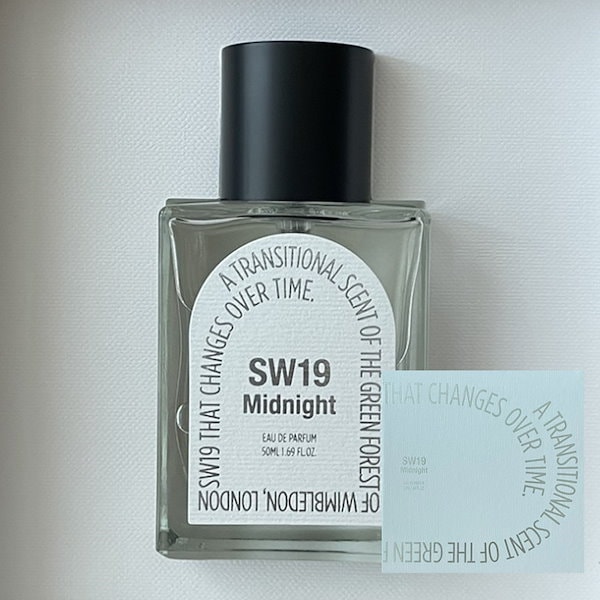 SW19 THAT CHANGES OVER TIME.
A TRANSITIONAL SCENT OF THE GREEN FOREST OF WIMBLEDON, LONDON
SW19
Midnight
EAU DE PARFUM
50ML 1.69 FL.OZ.
THAT CHANGES OVER TIME.
A TRANSITIONAL SCENT OF THE GREEN F
SW19
Midnight